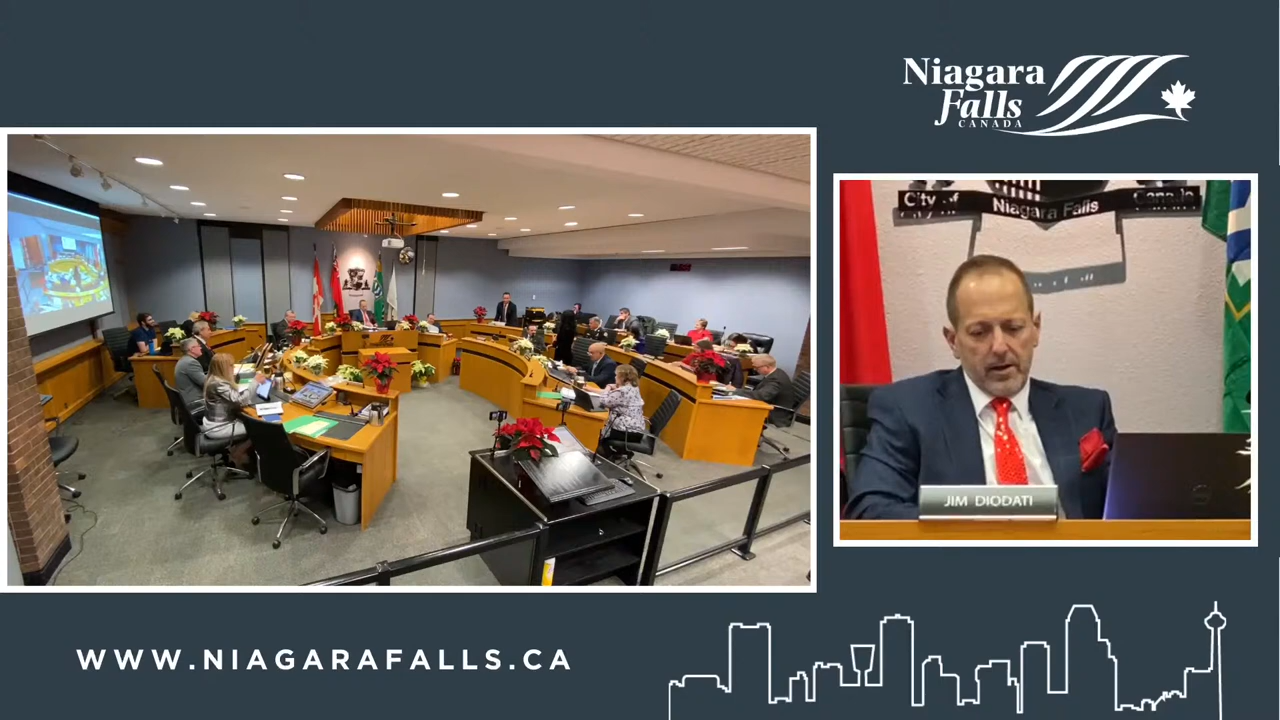 Niagara
Falls
CANADA
City of Niagara Falls Canada
JIM DIODATI
WWW.NIAGARAFALLS.CA